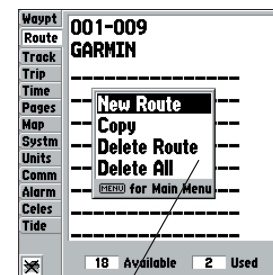 Waypt
Route
Track
Trip
Time
Pages
Map
Systm
Units
Comm
Alarm
Celes
Tide
001-009
GARMIN
New Route
Copy
Delete Route
Delete All
MENU for Main Menu
18 Available 2 Used